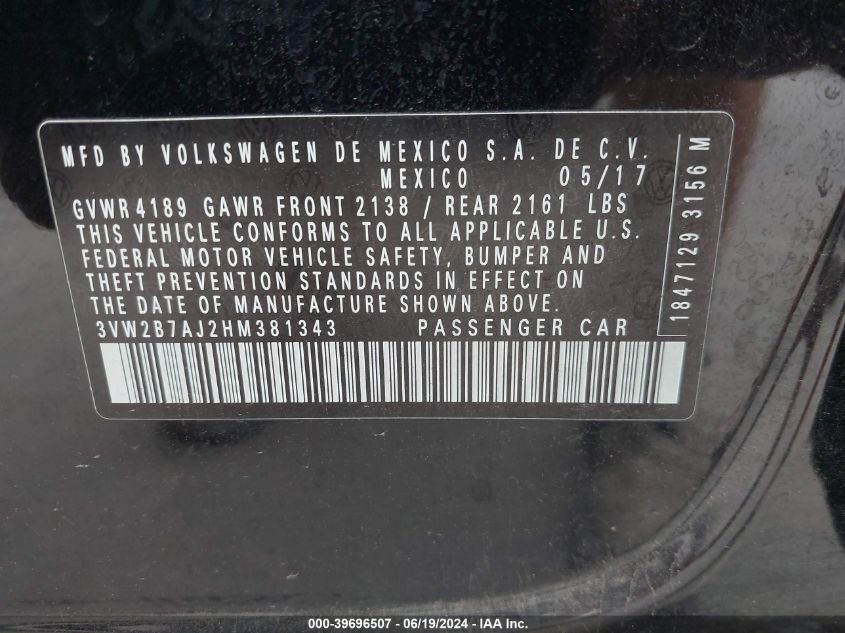 MFD BY VOLKSWAGEN DE MEXICO S.A. DE C.V.
MEXICO 05/17
GVWR 4189 GAWR FRONT 2138 / REAR 2161 LBS
THIS VEHICLE CONFORMS TO ALL APPLICABLE U.S.
FEDERAL MOTOR VEHICLE SAFETY, BUMPER AND
THEFT PREVENTION STANDARDS IN EFFECT ON
THE DATE OF MANUFACTURE SHOWN ABOVE.
3VW2B7AJ2HM381343 PASSENGER CAR
1847129 3156 M
000-39696507 - 06/19/2024 - IAA Inc.